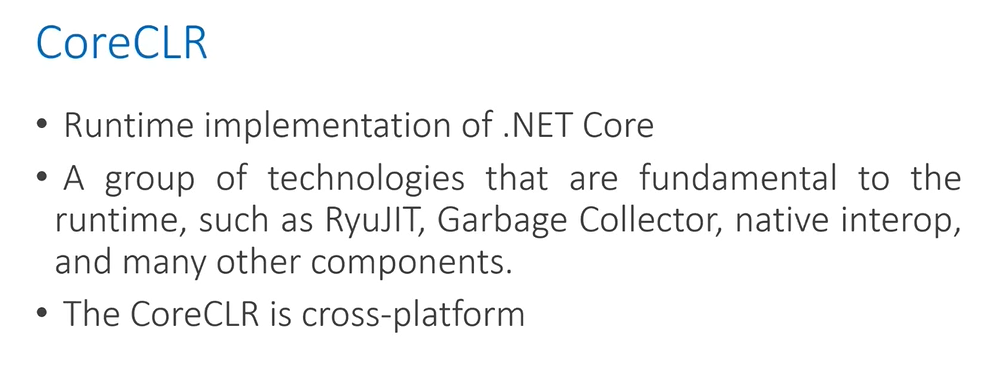 CoreCLR
• Runtime implementation of .NET Core
• A group of technologies that are fundamental to the
runtime, such as RyuJIT, Garbage Collector, native interop,
and many other components.
• The CoreCLR is cross-platform